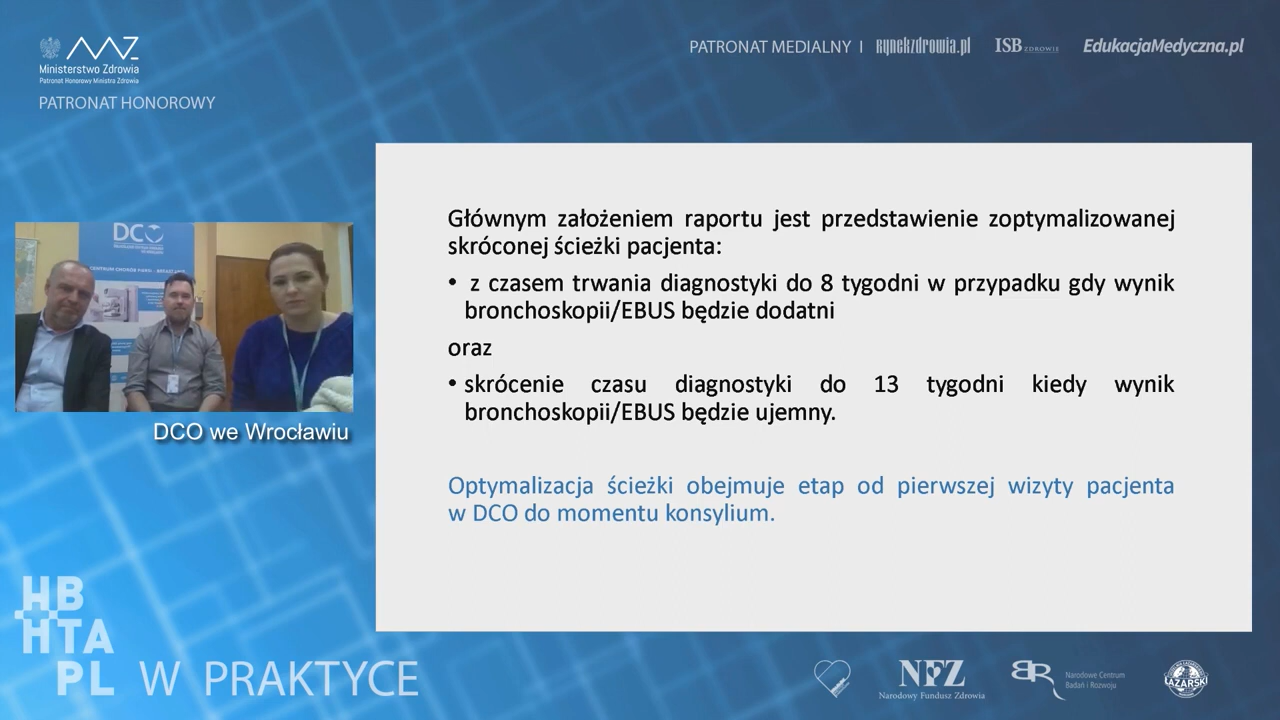 Ministerstwo Zdrowia
Patronat Honorowy Ministra Zdrowia
PATRONAT HONOROWY
PATRONAT MEDIALNY I rynekzdrowia.pl ISB ZDROWIE EdukacjaMedyczna.pl
Głównym założeniem raportu jest przedstawienie zoptymalizowanej
skróconej ścieżki pacjenta:
• z czasem trwania diagnostyki do 8 tygodni w przypadku gdy wynik
bronchoskopii/EBUS będzie dodatni
oraz
• skrócenie czasu diagnostyki do 13 tygodni kiedy wynik
bronchoskopii/EBUS będzie ujemny.
Optymalizacja ścieżki obejmuje etap od pierwszej wizyty pacjenta
w DCO do momentu konsylium.
DCO
DCO we Wrocławiu
HB
HTA
PL W PRAKTYCE
NFZ
Narodowy Fundusz Zdrowia
Narodowe Centrum
Badań i Rozwoju
ŁAZARSKI